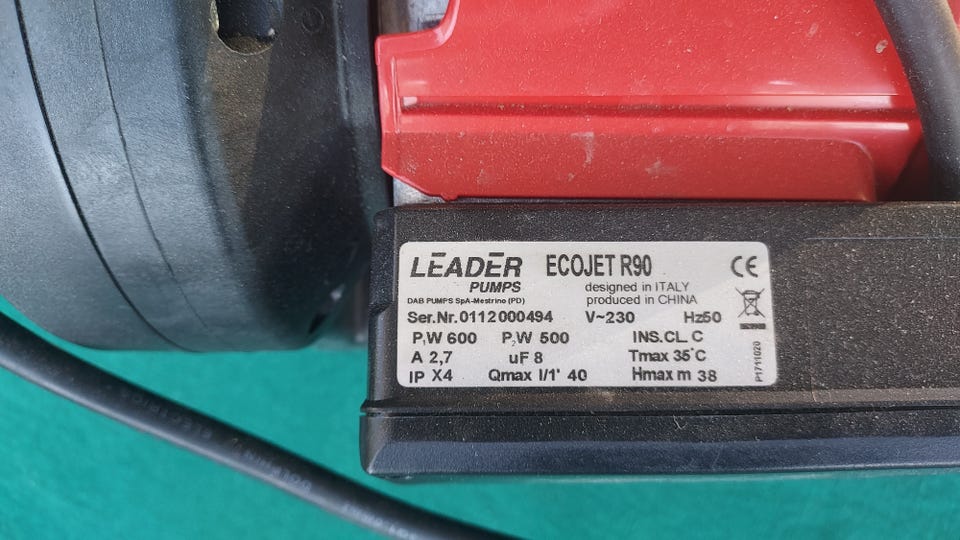 LEADER PUMPS
ECOJET R90
CE
designed in ITALY
produced in CHINA
DAB PUMPS SpA-Mestrino (PD)
Ser.Nr.0112000494 V~230 Hz50
P₁W 600 P₂W 500 INS.CL. C
A 2,7 uF 8 Tmax 35°C
IP X4 Qmax l/1' 40 Hmax m 38
P1711020